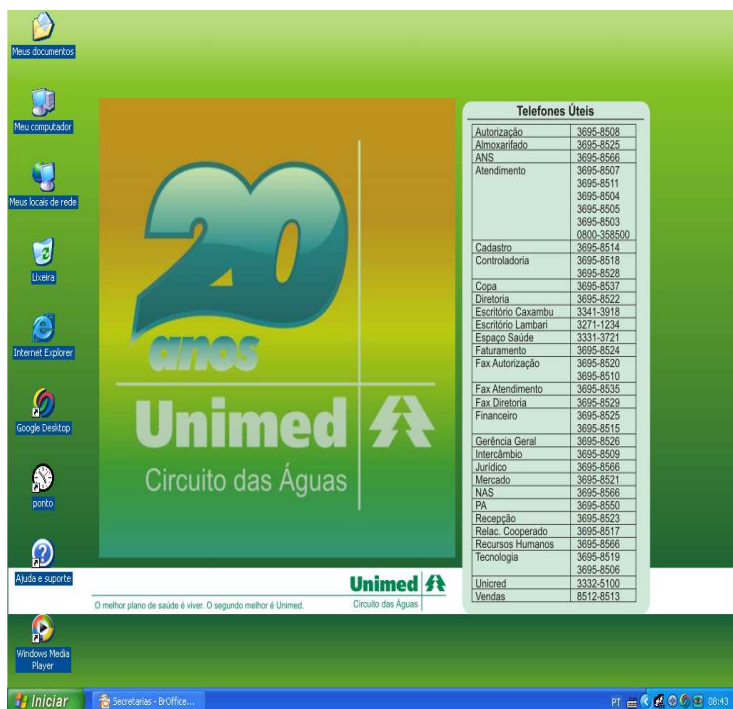 Meus documentos
Meu computador
Meus locais de rede
Lixeira
Internet Explorer
Google Desktop
ponto
Ajuda e suporte
Windows Media
Player
20
anos
Unimed
Circuito das Águas
Telefones Úteis
Autorização 3695-8508
Almoxarifado 3695-8525
ANS 3695-8566
Atendimento 3695-8507
3695-8511
3695-8504
3695-8505
3695-8503
0800-358500
Cadastro 3695-8514
Controladoria 3695-8518
3695-8528
Copa 3695-8537
Diretoria 3695-8522
Escritório Caxambu 3341-3918
Escritório Lambari 3271-1234
Espaço Saúde 3331-3721
Faturamento 3695-8524
Fax Autorização 3695-8520
3695-8510
Fax Atendimento 3695-8535
Fax Diretoria 3695-8529
Financeiro 3695-8525
3695-8515
Gerência Geral 3695-8526
Intercâmbio 3695-8509
Jurídico 3695-8566
Mercado 3695-8521
NAS 3695-8566
PA 3695-8550
Recepção 3695-8523
Relac. Cooperado 3695-8517
Recursos Humanos 3695-8566
Tecnologia 3695-8519
3695-8506
Unicred 3332-5100
Vendas 8512-8513
O melhor plano de saúde é viver. O segundo melhor é Unimed.
Unimed
Circuito das Águas
Iniciar
Secretarias - BrOffice...
PT
08:43